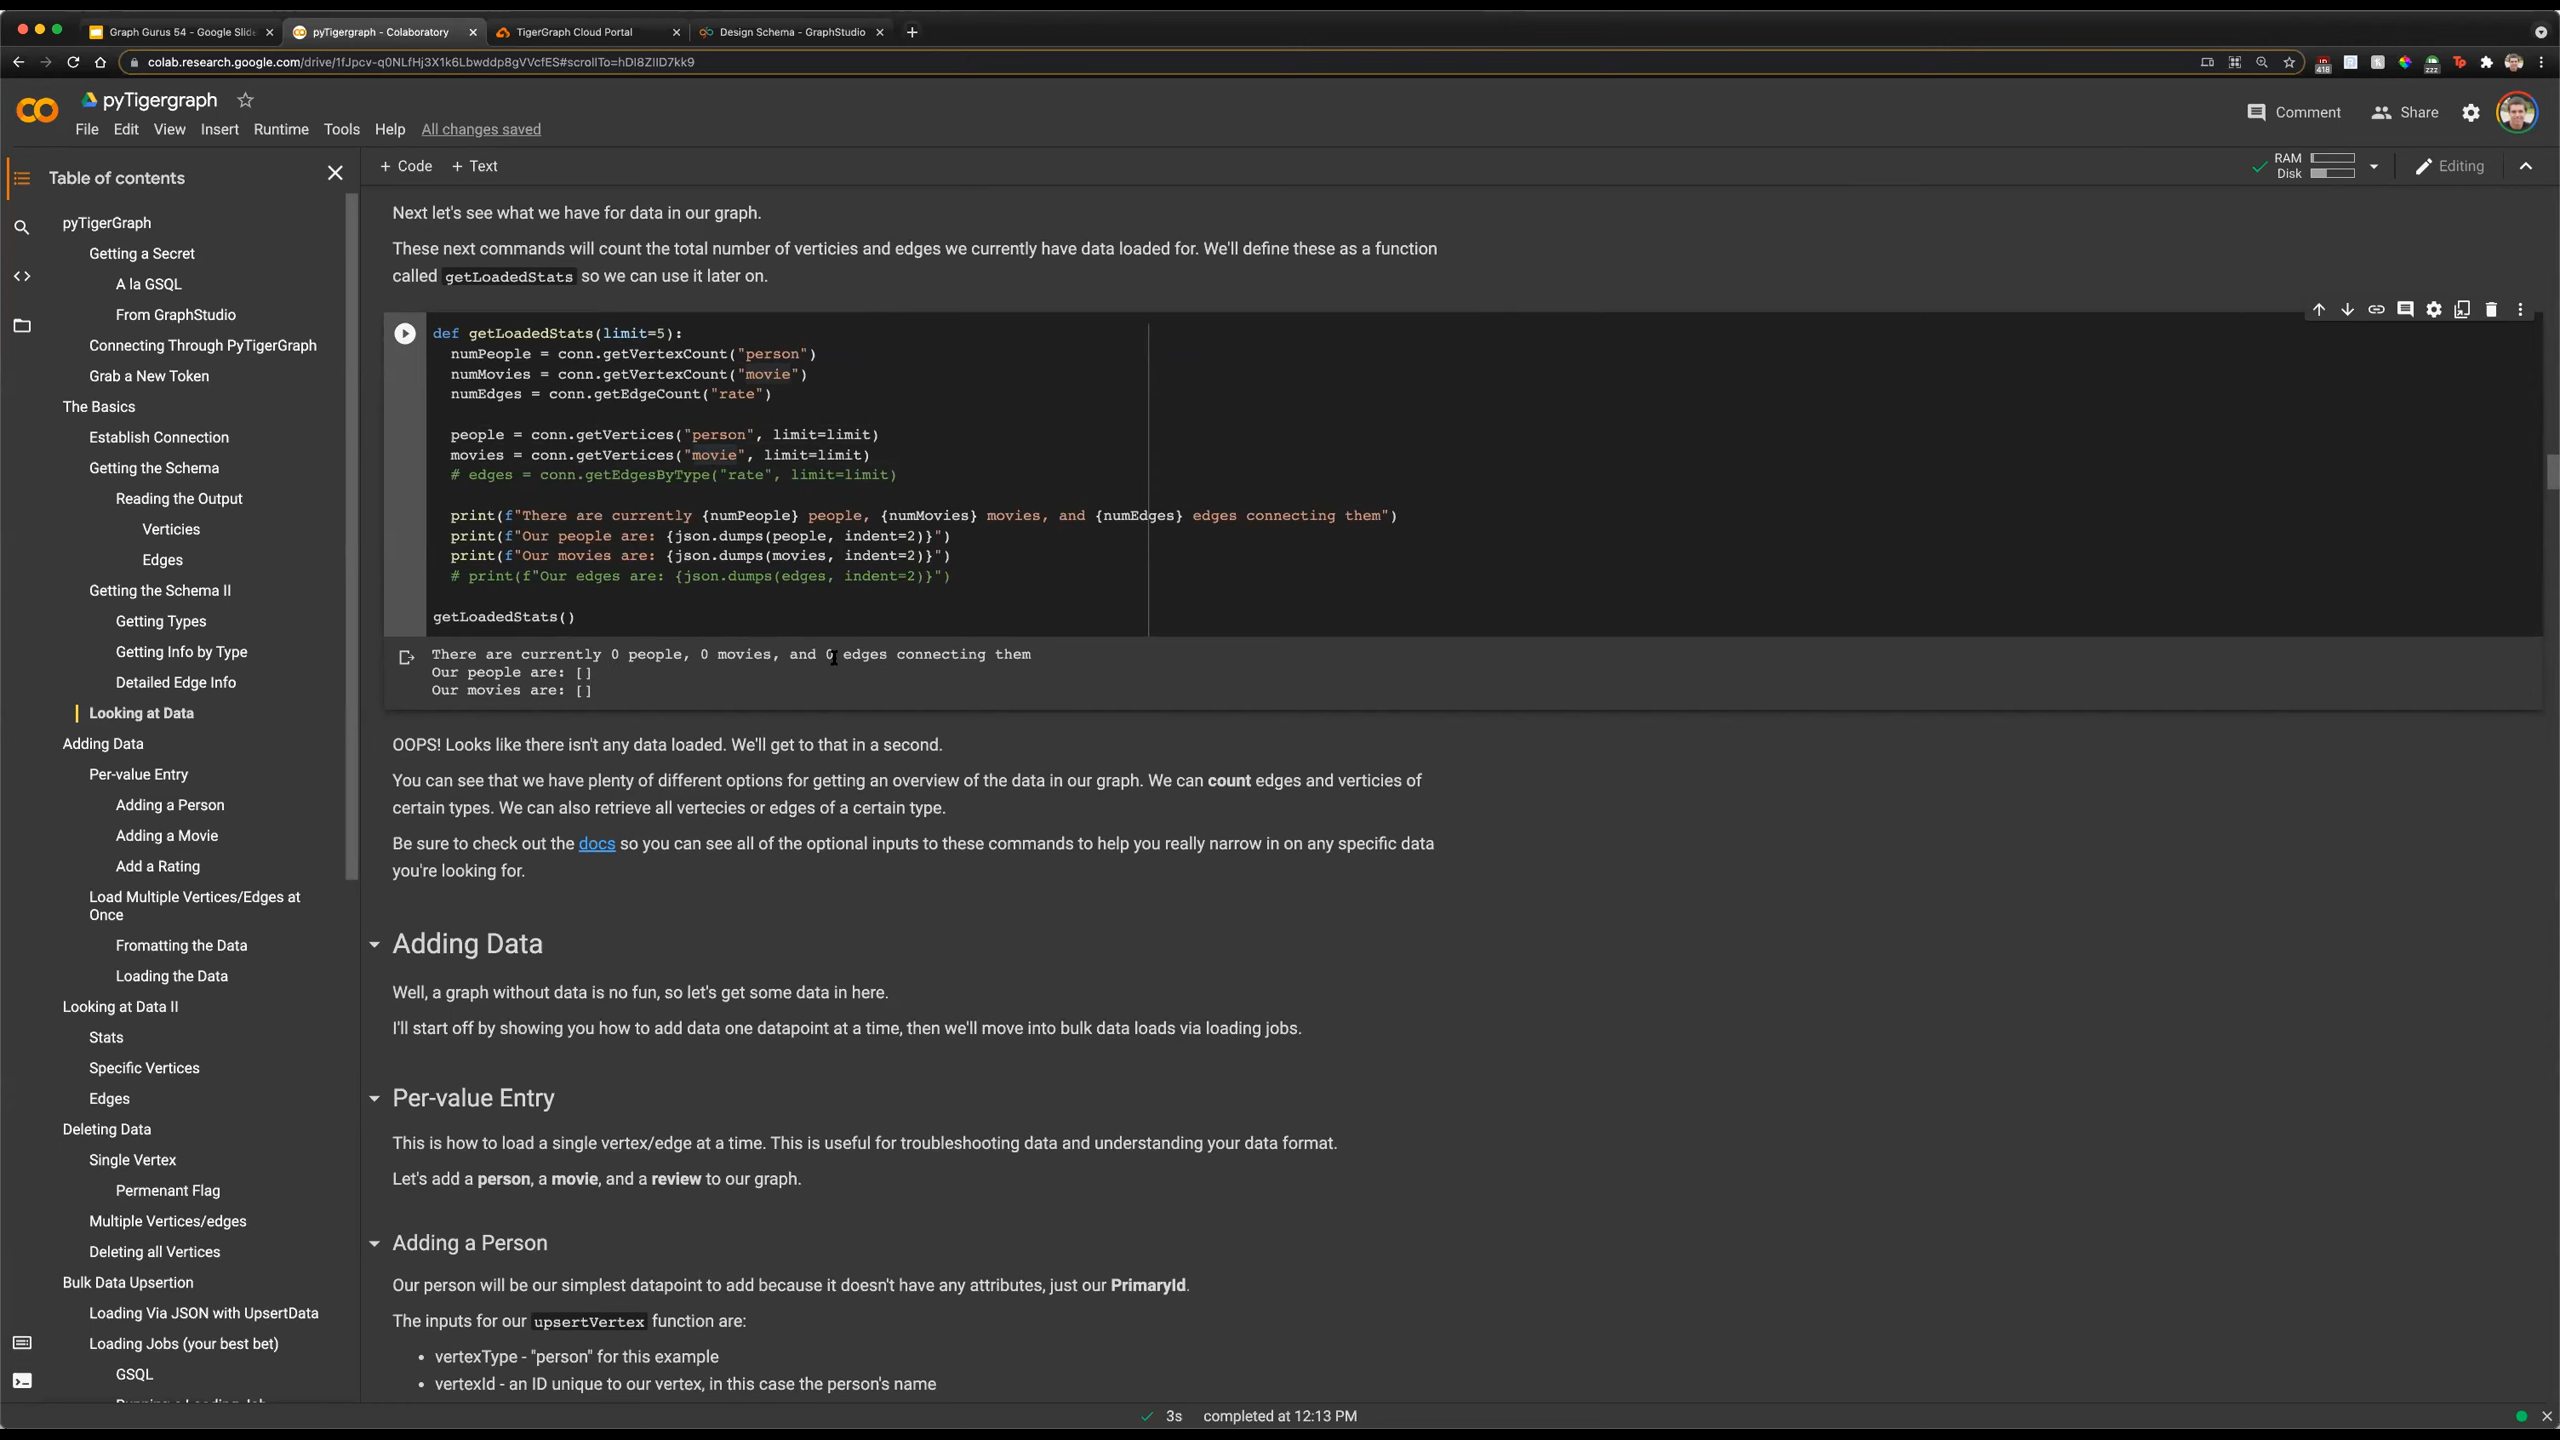 Graph Gurus 54 - Google Slide
pyTigergraph - Colaboratory
TigerGraph Cloud Portal
Design Schema - GraphStudio
colab.research.google.com/drive/1fJpcv-q0NLfHj3X1k6Lbwddp8gVVcfES#scrollTo=hDI8ZlID7kk9
418
zzz
Tp
pyTigergraph
File Edit View Insert Runtime Tools Help All changes saved
Comment
Share
Table of contents
pyTigerGraph
Getting a Secret
A la GSQL
From GraphStudio
Connecting Through PyTigerGraph
Grab a New Token
The Basics
Establish Connection
Getting the Schema
Reading the Output
Verticies
Edges
Getting the Schema II
Getting Types
Getting Info by Type
Detailed Edge Info
Looking at Data
Adding Data
Per-value Entry
Adding a Person
Adding a Movie
Add a Rating
Load Multiple Vertices/Edges at
Once
Fromatting the Data
Loading the Data
Looking at Data II
Stats
Specific Vertices
Edges
Deleting Data
Single Vertex
Permenant Flag
Multiple Vertices/edges
Deleting all Vertices
Bulk Data Upsertion
Loading Via JSON with UpsertData
Loading Jobs (your best bet)
GSQL
+ Code + Text
RAM
Disk
Editing
Next let's see what we have for data in our graph.
These next commands will count the total number of verticies and edges we currently have data loaded for. We'll define these as a function
called getLoadedStats so we can use it later on.
def getLoadedStats(limit=5):
numPeople = conn.getVertexCount("person")
numMovies = conn.getVertexCount("movie")
numEdges = conn.getEdgeCount("rate")
people = conn.getVertices("person", limit=limit)
movies = conn.getVertices("movie", limit=limit)
# edges = conn.getEdgesByType("rate", limit=limit)
print(f"There are currently {numPeople} people, {numMovies} movies, and {numEdges} edges connecting them")
print(f"Our people are: {json.dumps(people, indent=2)}")
print(f"Our movies are: {json.dumps(movies, indent=2)}")
# print(f"Our edges are: {json.dumps(edges, indent=2)}")
getLoadedStats()
There are currently 0 people, 0 movies, and 0 edges connecting them
Our people are: []
Our movies are: []
OOPS! Looks like there isn't any data loaded. We'll get to that in a second.
You can see that we have plenty of different options for getting an overview of the data in our graph. We can count edges and verticies of
certain types. We can also retrieve all vertecies or edges of a certain type.
Be sure to check out the docs so you can see all of the optional inputs to these commands to help you really narrow in on any specific data
you're looking for.
Adding Data
Well, a graph without data is no fun, so let's get some data in here.
I'll start off by showing you how to add data one datapoint at a time, then we'll move into bulk data loads via loading jobs.
Per-value Entry
This is how to load a single vertex/edge at a time. This is useful for troubleshooting data and understanding your data format.
Let's add a person, a movie, and a review to our graph.
Adding a Person
Our person will be our simplest datapoint to add because it doesn't have any attributes, just our PrimaryId.
The inputs for our upsertVertex function are:
• vertexType - "person" for this example
• vertexId - an ID unique to our vertex, in this case the person's name
3s completed at 12:13 PM